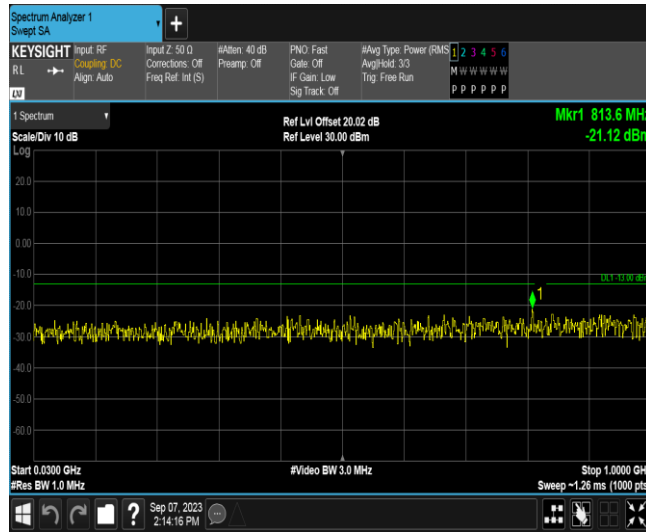 Spectrum Analyzer 1
Swept SA
+
KEYSIGHT Input: RF Input Z: 50 Ω #Atten: 40 dB PNO: Fast #Avg Type: Power (RMS 1 2 3 4 5 6
RL Coupling: DC Corrections: Off Preamp: Off Gate: Off Avg|Hold: 3/3 M W W W W W
Align: Auto Freq Ref: Int (S) IF Gain: Low Trig: Free Run
Sig Track: Off P P P P P P
LXI
1 Spectrum Ref Lvl Offset 20.02 dB Mkr1 813.6 MHz
Scale/Div 10 dB Ref Level 30.00 dBm -21.12 dBm
Log
20.0
10.0
0.00
-10.0 DL1 -13.00 dBm
1
-20.0
-30.0
-40.0
-50.0
-60.0
Start 0.0300 GHz #Video BW 3.0 MHz Stop 1.0000 GHz
#Res BW 1.0 MHz Sweep ~1.26 ms (1000 pts)
? Sep 07, 2023
2:14:16 PM